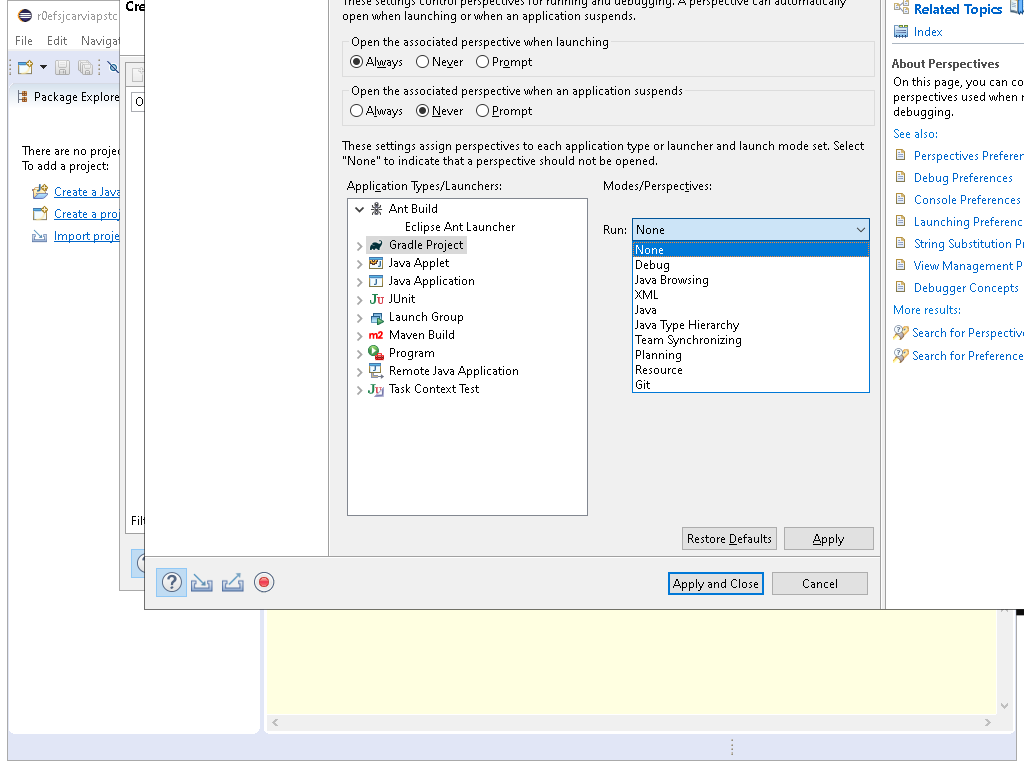 r0efsjcarviapstc
File Edit Naviga
Package Explore
There are no proje
To add a project:
Create a Java
Create a proj
Import proje
Cre
O
Filt
These settings control perspectives for running and debugging. A perspective can automatically
open when launching or when an application suspends.
Open the associated perspective when launching
Always Never Prompt
Open the associated perspective when an application suspends
Always Never Prompt
These settings assign perspectives to each application type or launcher and launch mode set. Select
"None" to indicate that a perspective should not be opened.
Application Types/Launchers:
Ant Build
Eclipse Ant Launcher
Gradle Project
Java Applet
Java Application
JUnit
Launch Group
Maven Build
Program
Remote Java Application
Task Context Test
Modes/Perspectives:
Run: None
None
Debug
Java Browsing
XML
Java
Java Type Hierarchy
Team Synchronizing
Planning
Resource
Git
Restore Defaults Apply
Apply and Close Cancel
Related Topics
Index
About Perspectives
On this page, you can co
perspectives used when r
debugging.
See also:
Perspectives Preferen
Debug Preferences
Console Preferences
Launching Preferenc
String Substitution Pr
View Management P
Debugger Concepts
More results:
Search for Perspective
Search for Preference